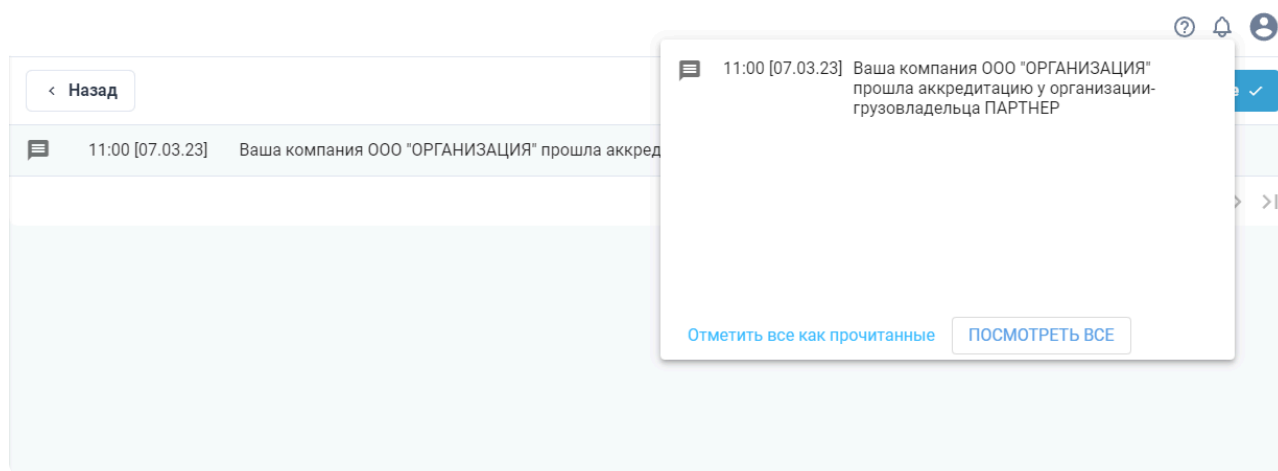 Назад
11:00 [07.03.23] Ваша компания ООО "ОРГАНИЗАЦИЯ" прошла аккред
11:00 [07.03.23] Ваша компания ООО "ОРГАНИЗАЦИЯ"
прошла аккредитацию у организации-
грузовладельца ПАРТНЕР
Отметить все как прочитанные ПОСМОТРЕТЬ ВСЕ